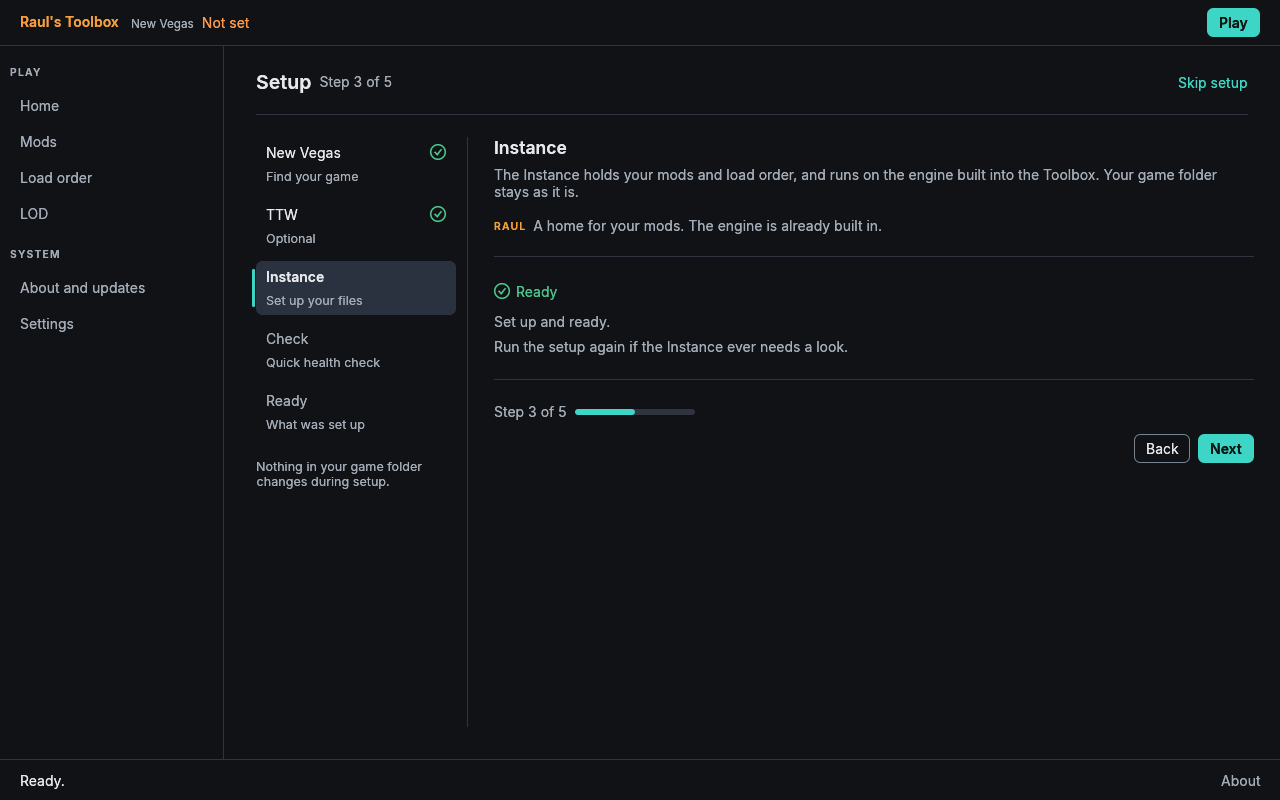 Raul's Toolbox New Vegas Not set
Play
PLAY
Home
Mods
Load order
LOD
SYSTEM
About and updates
Settings
Setup Step 3 of 5
Skip setup
New Vegas
Find your game
TTW
Optional
Instance
Set up your files
Check
Quick health check
Ready
What was set up
Nothing in your game folder
changes during setup.
Instance
The Instance holds your mods and load order, and runs on the engine built into the Toolbox. Your game folder
stays as it is.
RAUL A home for your mods. The engine is already built in.
Ready
Set up and ready.
Run the setup again if the Instance ever needs a look.
Step 3 of 5
Back
Next
Ready.
About